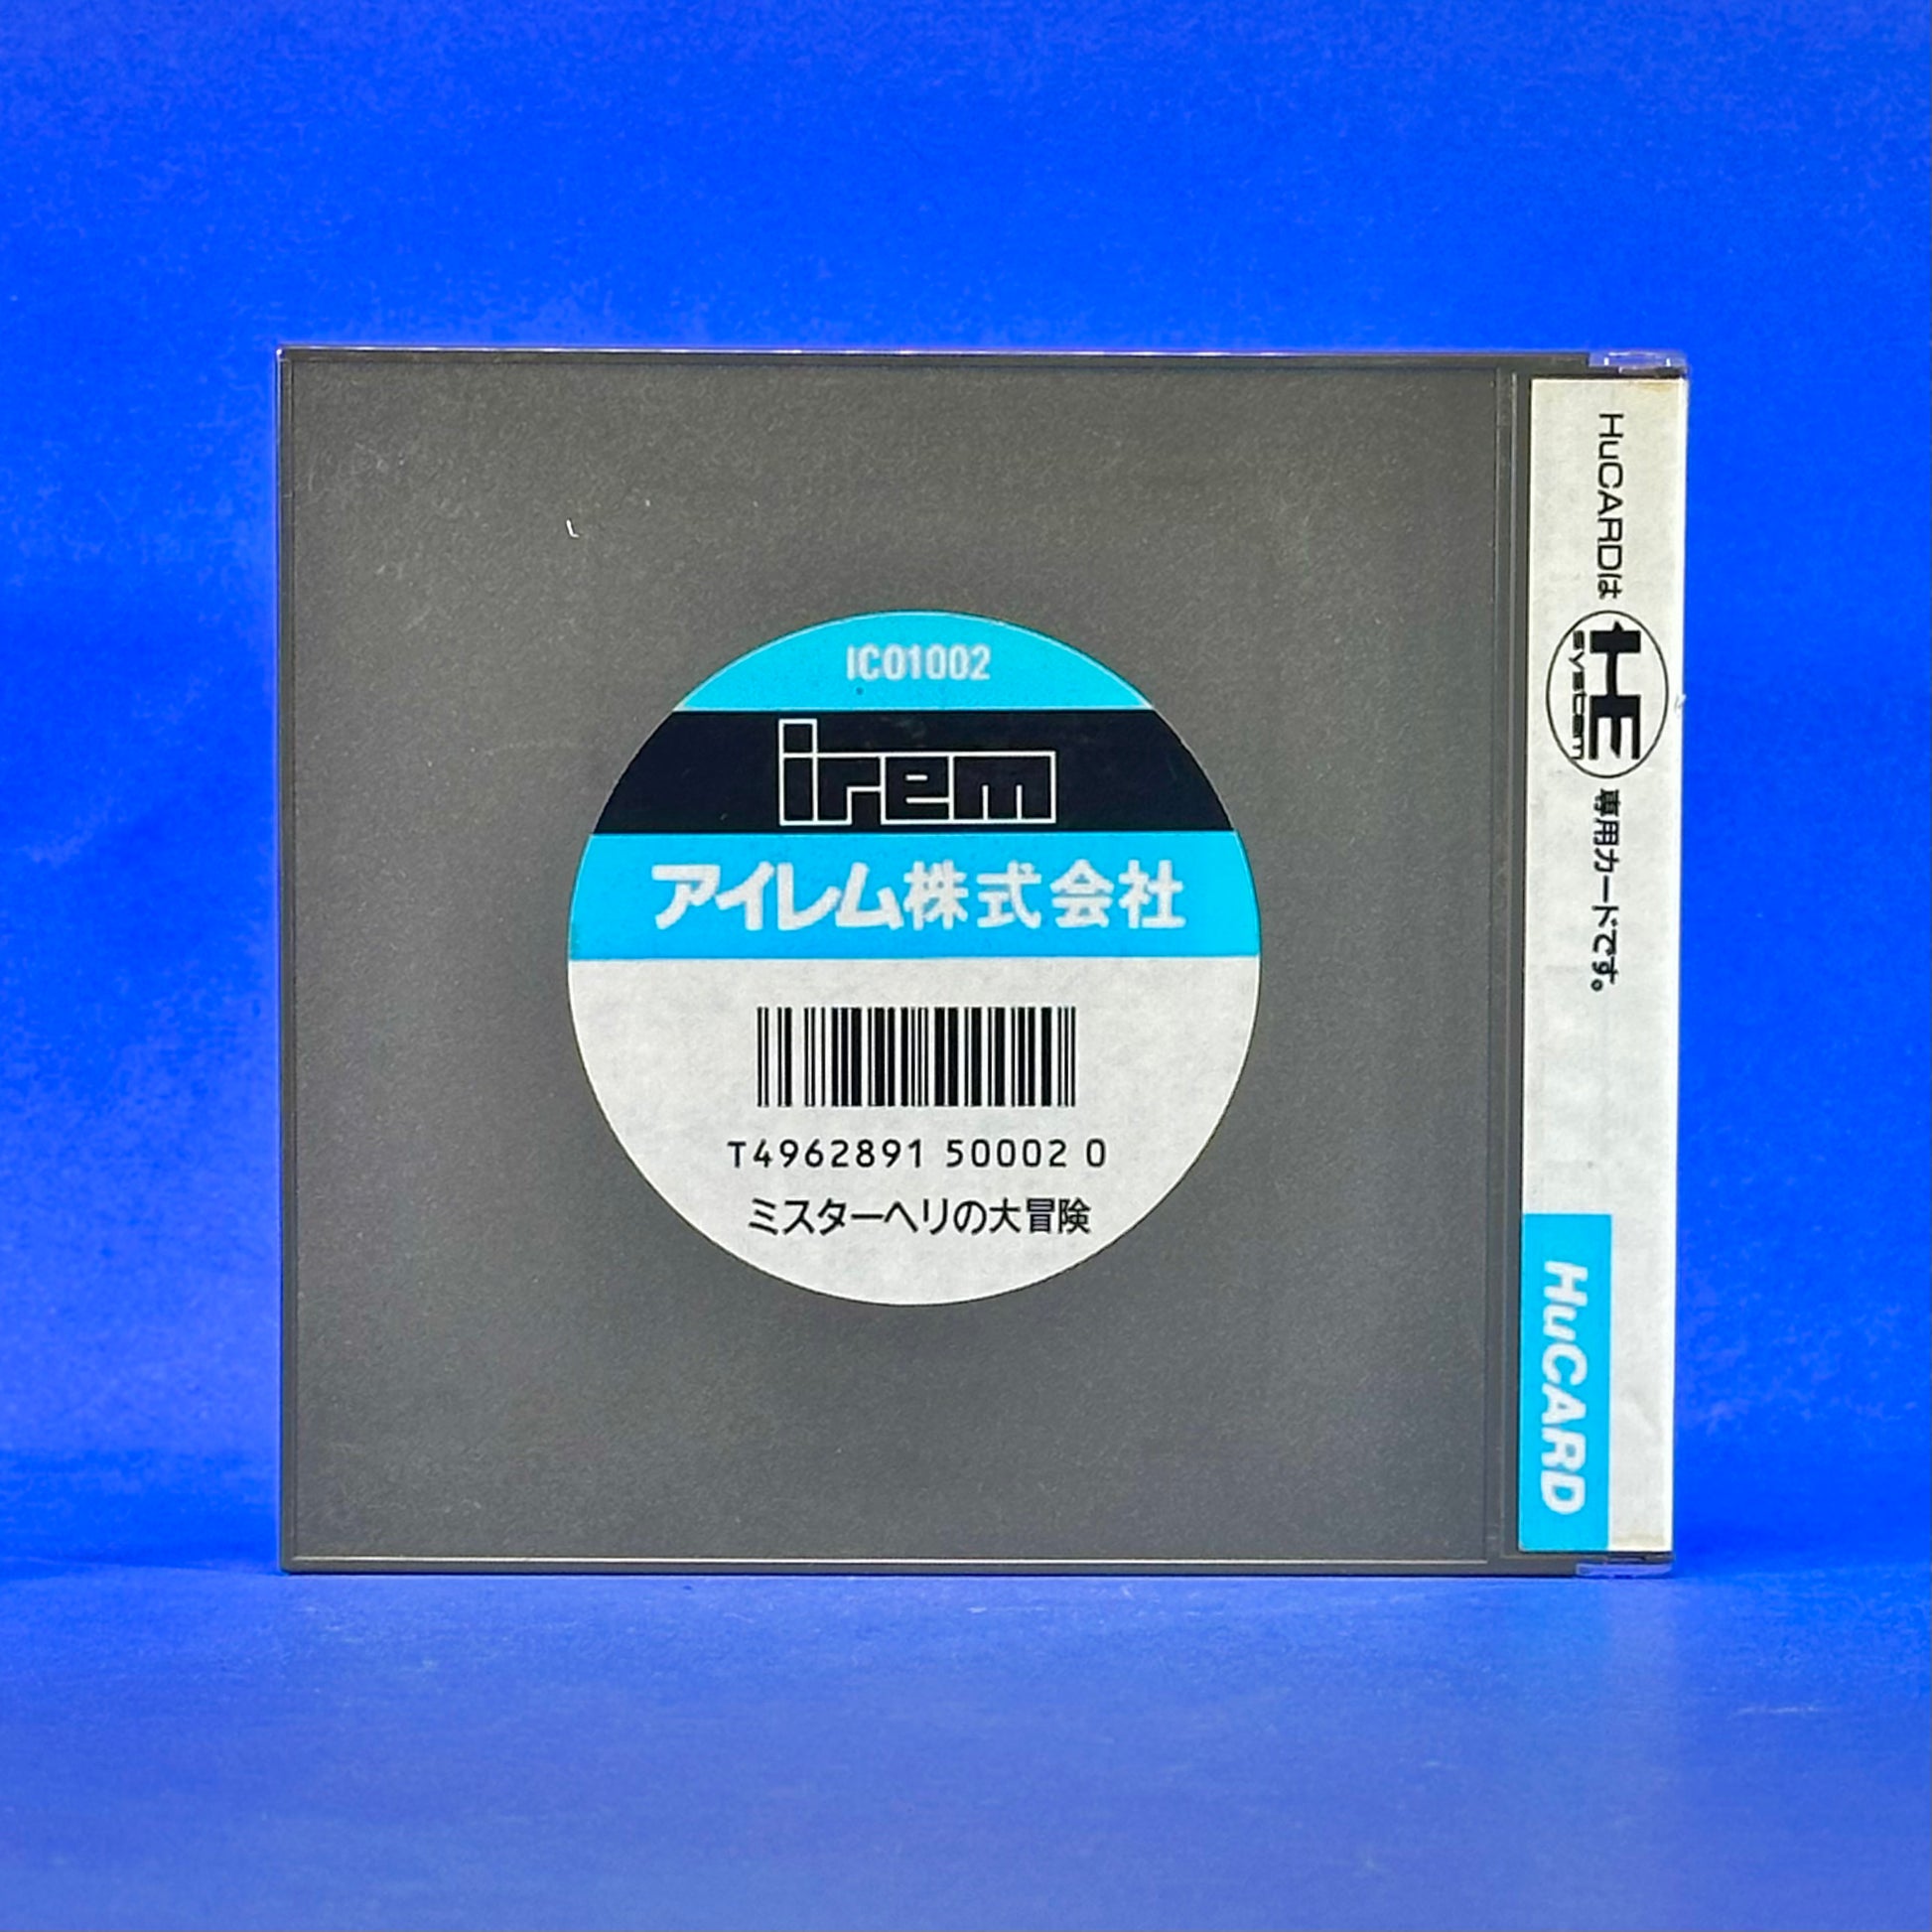 IC01002
irem
アイレム株式会社
T4962891 50002 0
ミスターヘリの大冒険
HuCARDは HE system 専用カードです。
HuCARD